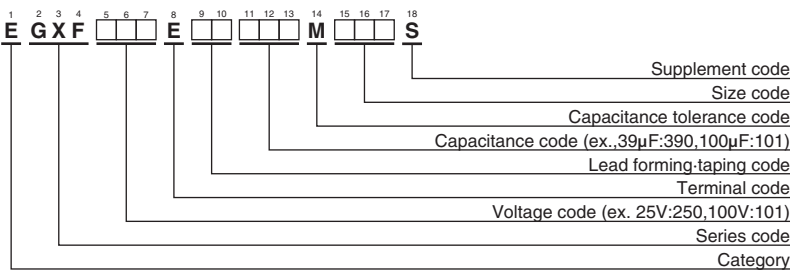 1 2 3 4 5 6 7 8 9 10 11 12 13 14 15 16 17 18
E GXF E M S
Supplement code
Size code
Capacitance tolerance code
Capacitance code (ex.,39μF:390,100μF:101)
Lead forming·taping code
Terminal code
Voltage code (ex. 25V:250,100V:101)
Series code
Category